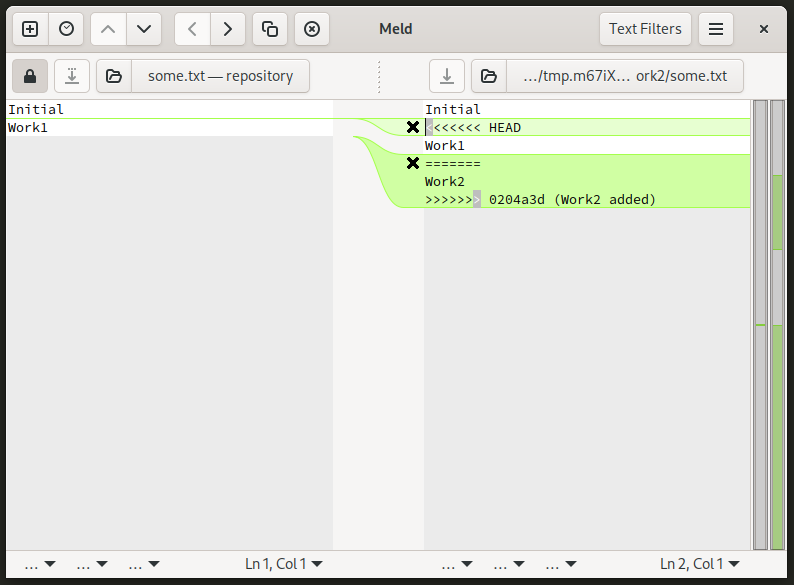 Meld
Text Filters
some.txt — repository
.../tmp.m67iX... ork2/some.txt
Initial
Work1
Initial
<<<<<<< HEAD
Work1
=======
Work2
>>>>>>> 0204a3d (Work2 added)
... ... ... Ln 1, Col 1
... ... ... Ln 2, Col 1